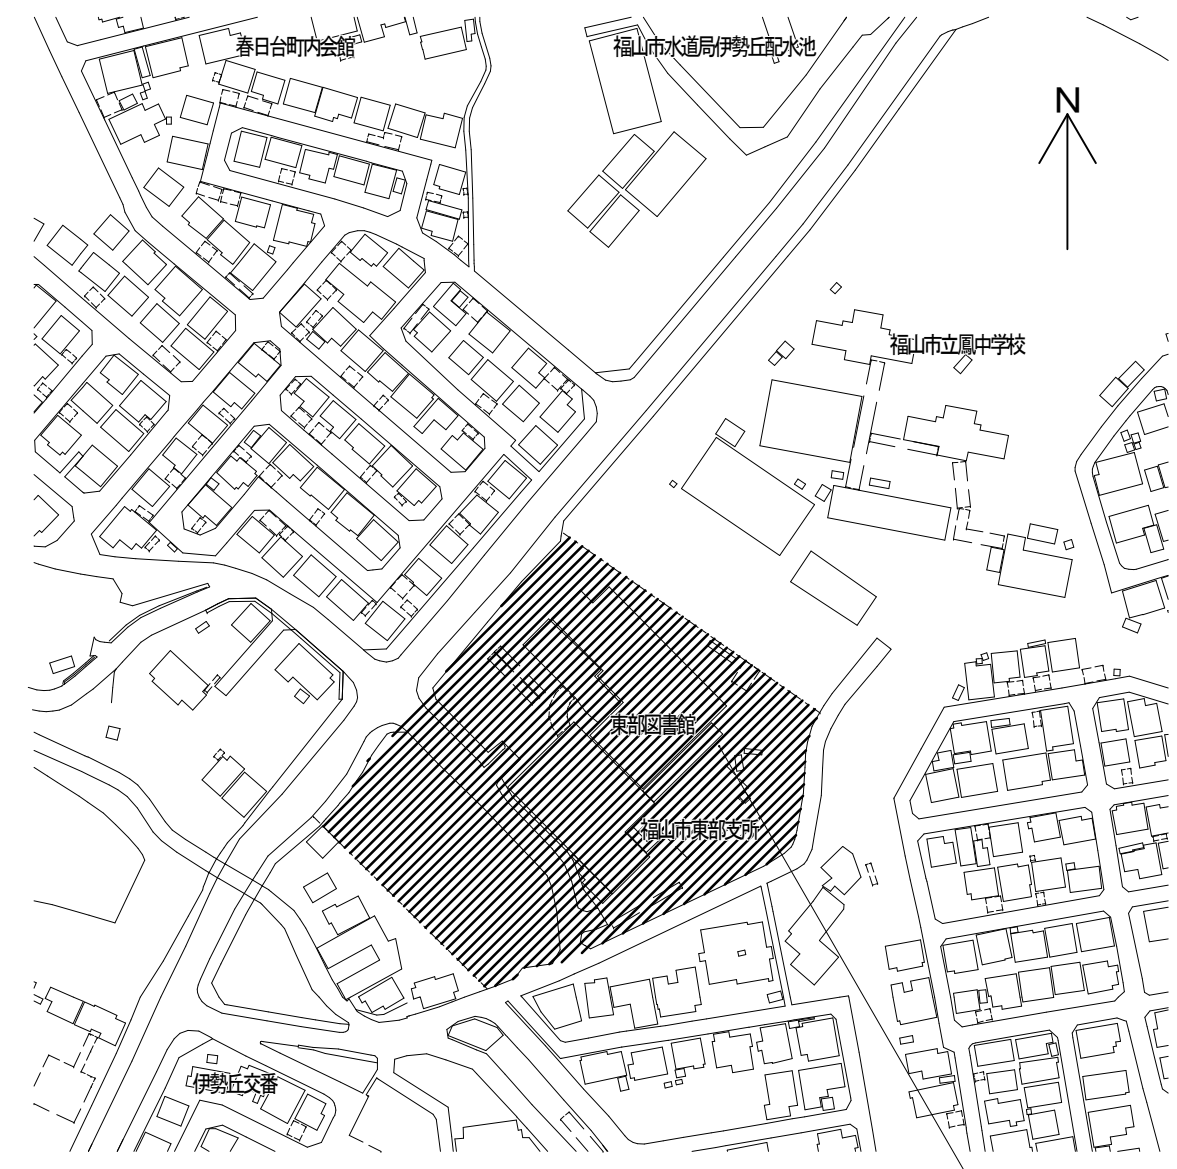 春日台町内会館
福山市水道局伊勢丘配水池
N
福山市立鳳中学校
東部図書館
福山市東部支所
伊勢丘交番